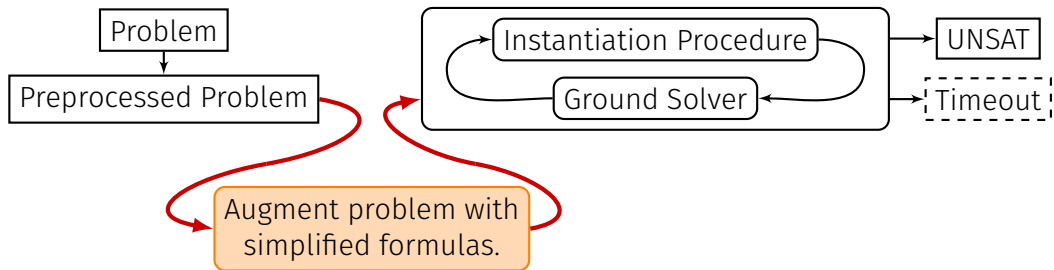 Problem
Preprocessed Problem
Instantiation Procedure
Ground Solver
UNSAT
Timeout
Augment problem with
simplified formulas.